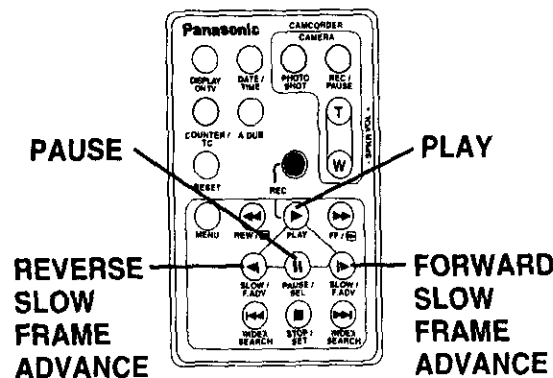 CAMCORDER
Panasonic
CAMERA
DISPLAY ON TV
DATE / TIME
PHOTO SHOT
REC / PAUSE
T
COUNTER / TC
A DUB
- SPKR VOL +
PAUSE
W
PLAY
RESET
REC
MENU
REW /
PLAY
FF /
REVERSE SLOW FRAME ADVANCE
SLOW / F.ADV
PAUSE / SEL
SLOW / F.ADV
FORWARD SLOW FRAME ADVANCE
INDEX SEARCH
STOP / SET
INDEX SEARCH